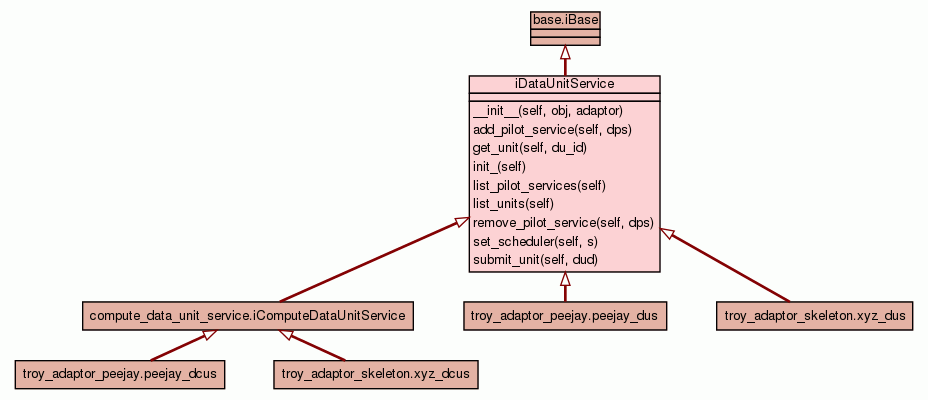 base.iBase
iDataUnitService
__init__(self, obj, adaptor)
add_pilot_service(self, dps)
get_unit(self, du_id)
init_(self)
list_pilot_services(self)
list_units(self)
remove_pilot_service(self, dps)
set_scheduler(self, s)
submit_unit(self, dud)
compute_data_unit_service.iComputeDataUnitService
troy_adaptor_peejay.peejay_dus
troy_adaptor_skeleton.xyz_dus
troy_adaptor_peejay.peejay_dcus
troy_adaptor_skeleton.xyz_dcus